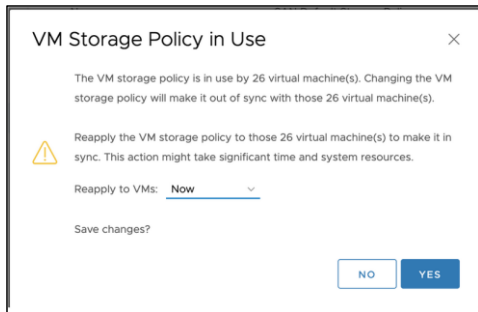 VM Storage Policy in Use
The VM storage policy is in use by 26 virtual machine(s). Changing the VM
storage policy will make it out of sync with those 26 virtual machine(s).
Reapply the VM storage policy to those 26 virtual machine(s) to make it in
sync. This action might take significant time and system resources.
Reapply to VMs: Now
Save changes?
NO YES